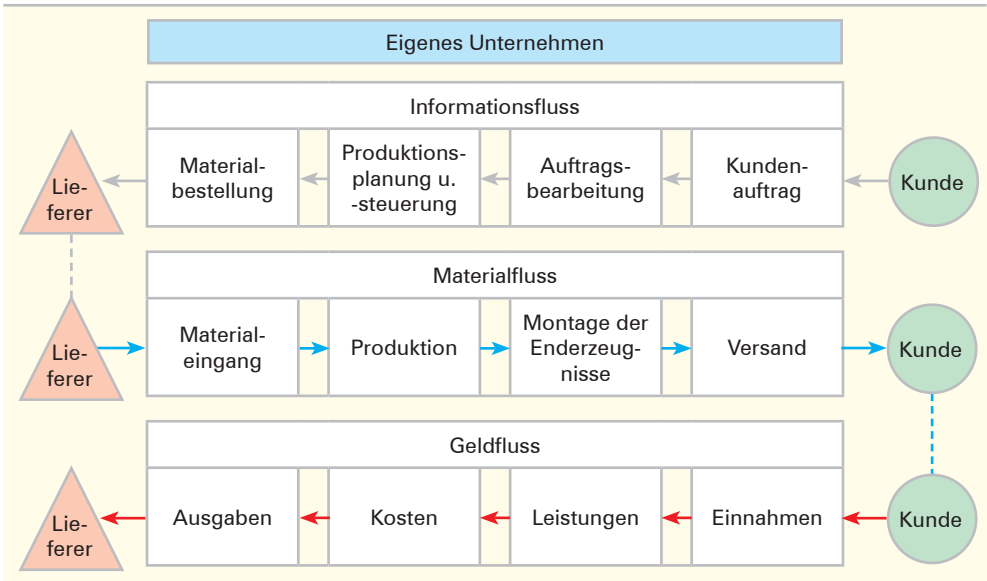 Eigenes Unternehmen
Informationsfluss
Lie-
ferer
Material-
bestellung
Produktions-
planung u.
-steuerung
Auftrags-
bearbeitung
Kunden-
auftrag
Kunde
Materialfluss
Lie-
ferer
Material-
eingang
Produktion
Montage der
Enderzeug-
nisse
Versand
Kunde
Geldfluss
Lie-
ferer
Ausgaben
Kosten
Leistungen
Einnahmen
Kunde